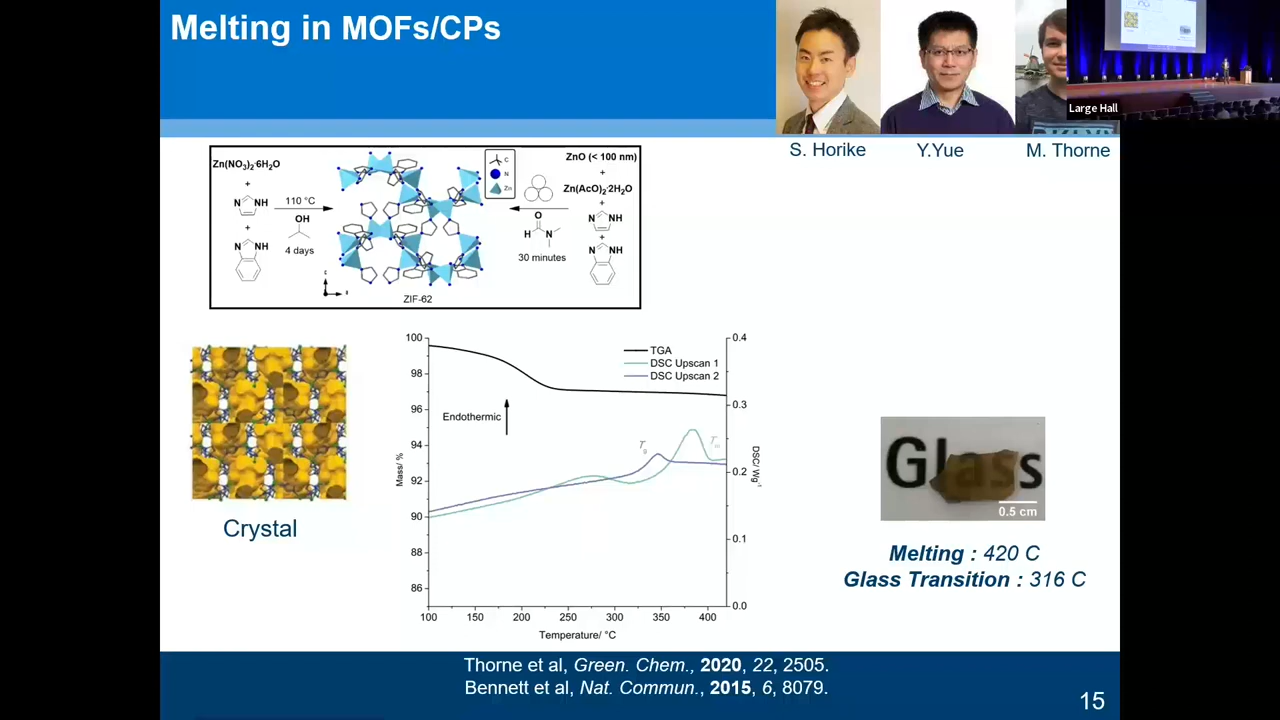 Melting in MOFs/CPs
Large Hall
S. Horike
Y.Yue
M. Thorne
Zn(NO3)2·6H2O
+
N
NH
+
N
NH
110 °C
OH
4 days
C
N
Zn
c
a
ZIF-62
ZnO (< 100 nm)
+
Zn(AcO)2·2H2O
+
N
NH
+
N
NH
O
H
N
30 minutes
Crystal
TGA
DSC Upscan 1
DSC Upscan 2
Endothermic
Tg
Tm
Mass/ %
100
98
96
94
92
90
88
86
DSC/ Wg-1
0.4
0.3
0.2
0.1
0.0
100 150 200 250 300 350 400
Temperature/ °C
Glass
0.5 cm
Melting : 420 C
Glass Transition : 316 C
Thorne et al, Green. Chem., 2020, 22, 2505.
Bennett et al, Nat. Commun., 2015, 6, 8079.
15